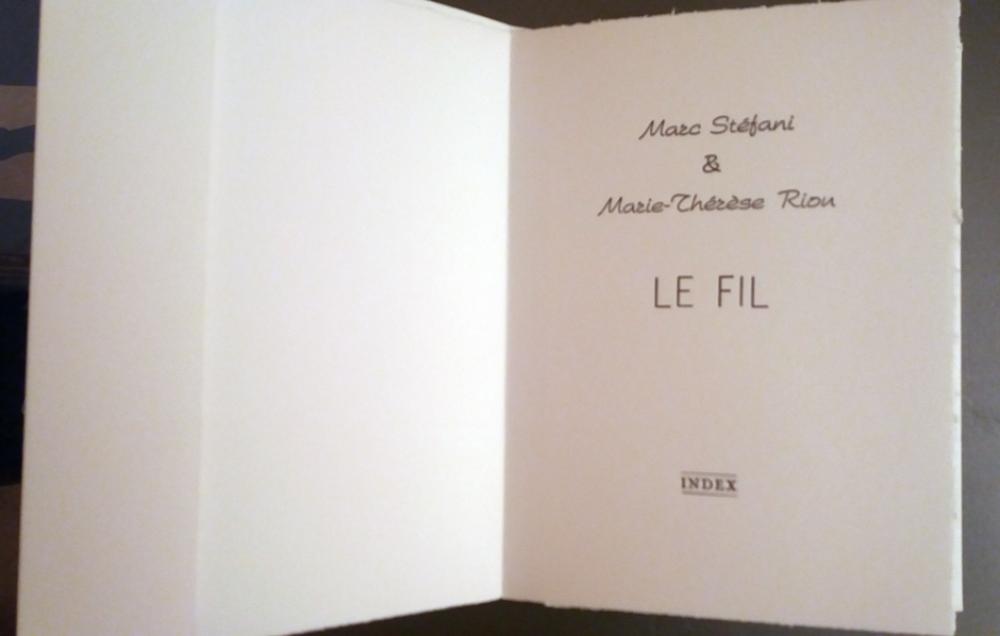 Marc Stéfani
&
Marie-Thérèse Riou
LE FIL
INDEX